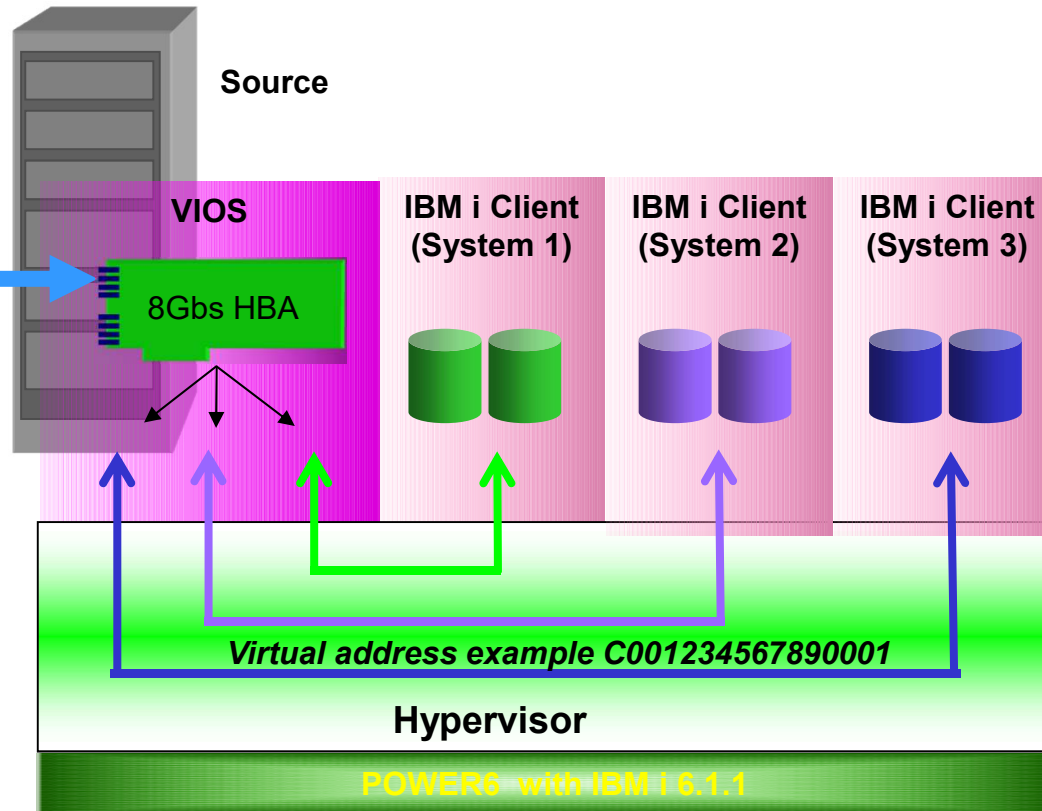 Source
VIOS
8Gbs HBA
IBM i Client
(System 1)
IBM i Client
(System 2)
IBM i Client
(System 3)
Virtual address example C001234567890001
Hypervisor
POWER6 with IBM i 6.1.1